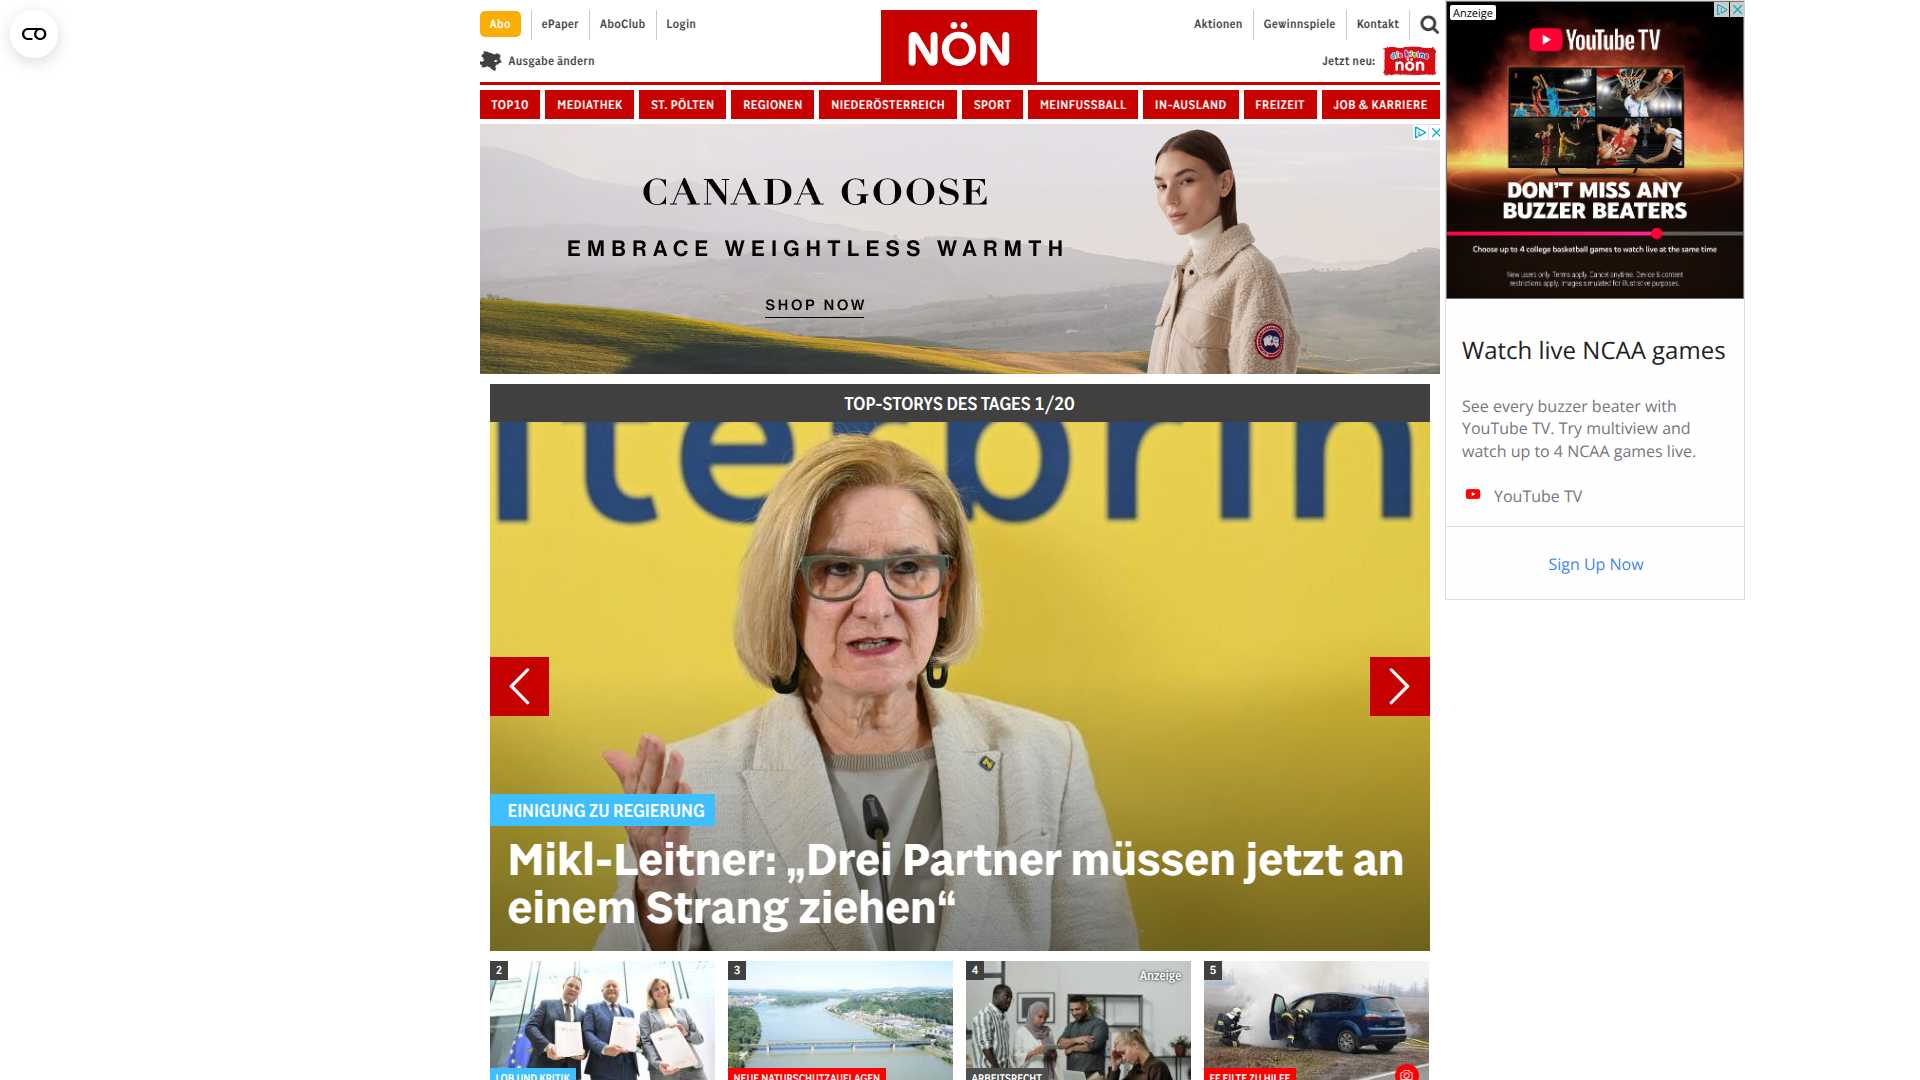 Abo
ePaper
AboClub
Login
NÖN
Aktionen
Gewinnspiele
Kontakt
Ausgabe ändern
Jetzt neu:
die kleine
nön
TOP10
MEDIATHEK
ST. PÖLTEN
REGIONEN
NIEDERÖSTERREICH
SPORT
MEINFUSSBALL
IN-AUSLAND
FREIZEIT
JOB & KARRIERE
CANADA GOOSE
EMBRACE WEIGHTLESS WARMTH
SHOP NOW
Anzeige
YouTube TV
DON'T MISS ANY
BUZZER BEATERS
Choose up to 4 college basketball games to watch live at the same time
New users only. Terms apply. Cancel anytime. Device & content
restrictions apply. Images simulated for illustrative purposes.
Watch live NCAA games
See every buzzer beater with
YouTube TV. Try multiview and
watch up to 4 NCAA games live.
YouTube TV
Sign Up Now
TOP-STORYS DES TAGES 1/20
iterbrin
EINIGUNG ZU REGIERUNG
Mikl-Leitner: „Drei Partner müssen jetzt an
einem Strang ziehen“
2
LOB UND KRITIK
3
NEUE NATURSCHUTZAUFLAGEN
4
Anzeige
ARBEITSRECHT
5
FF EILTE ZU HILFE